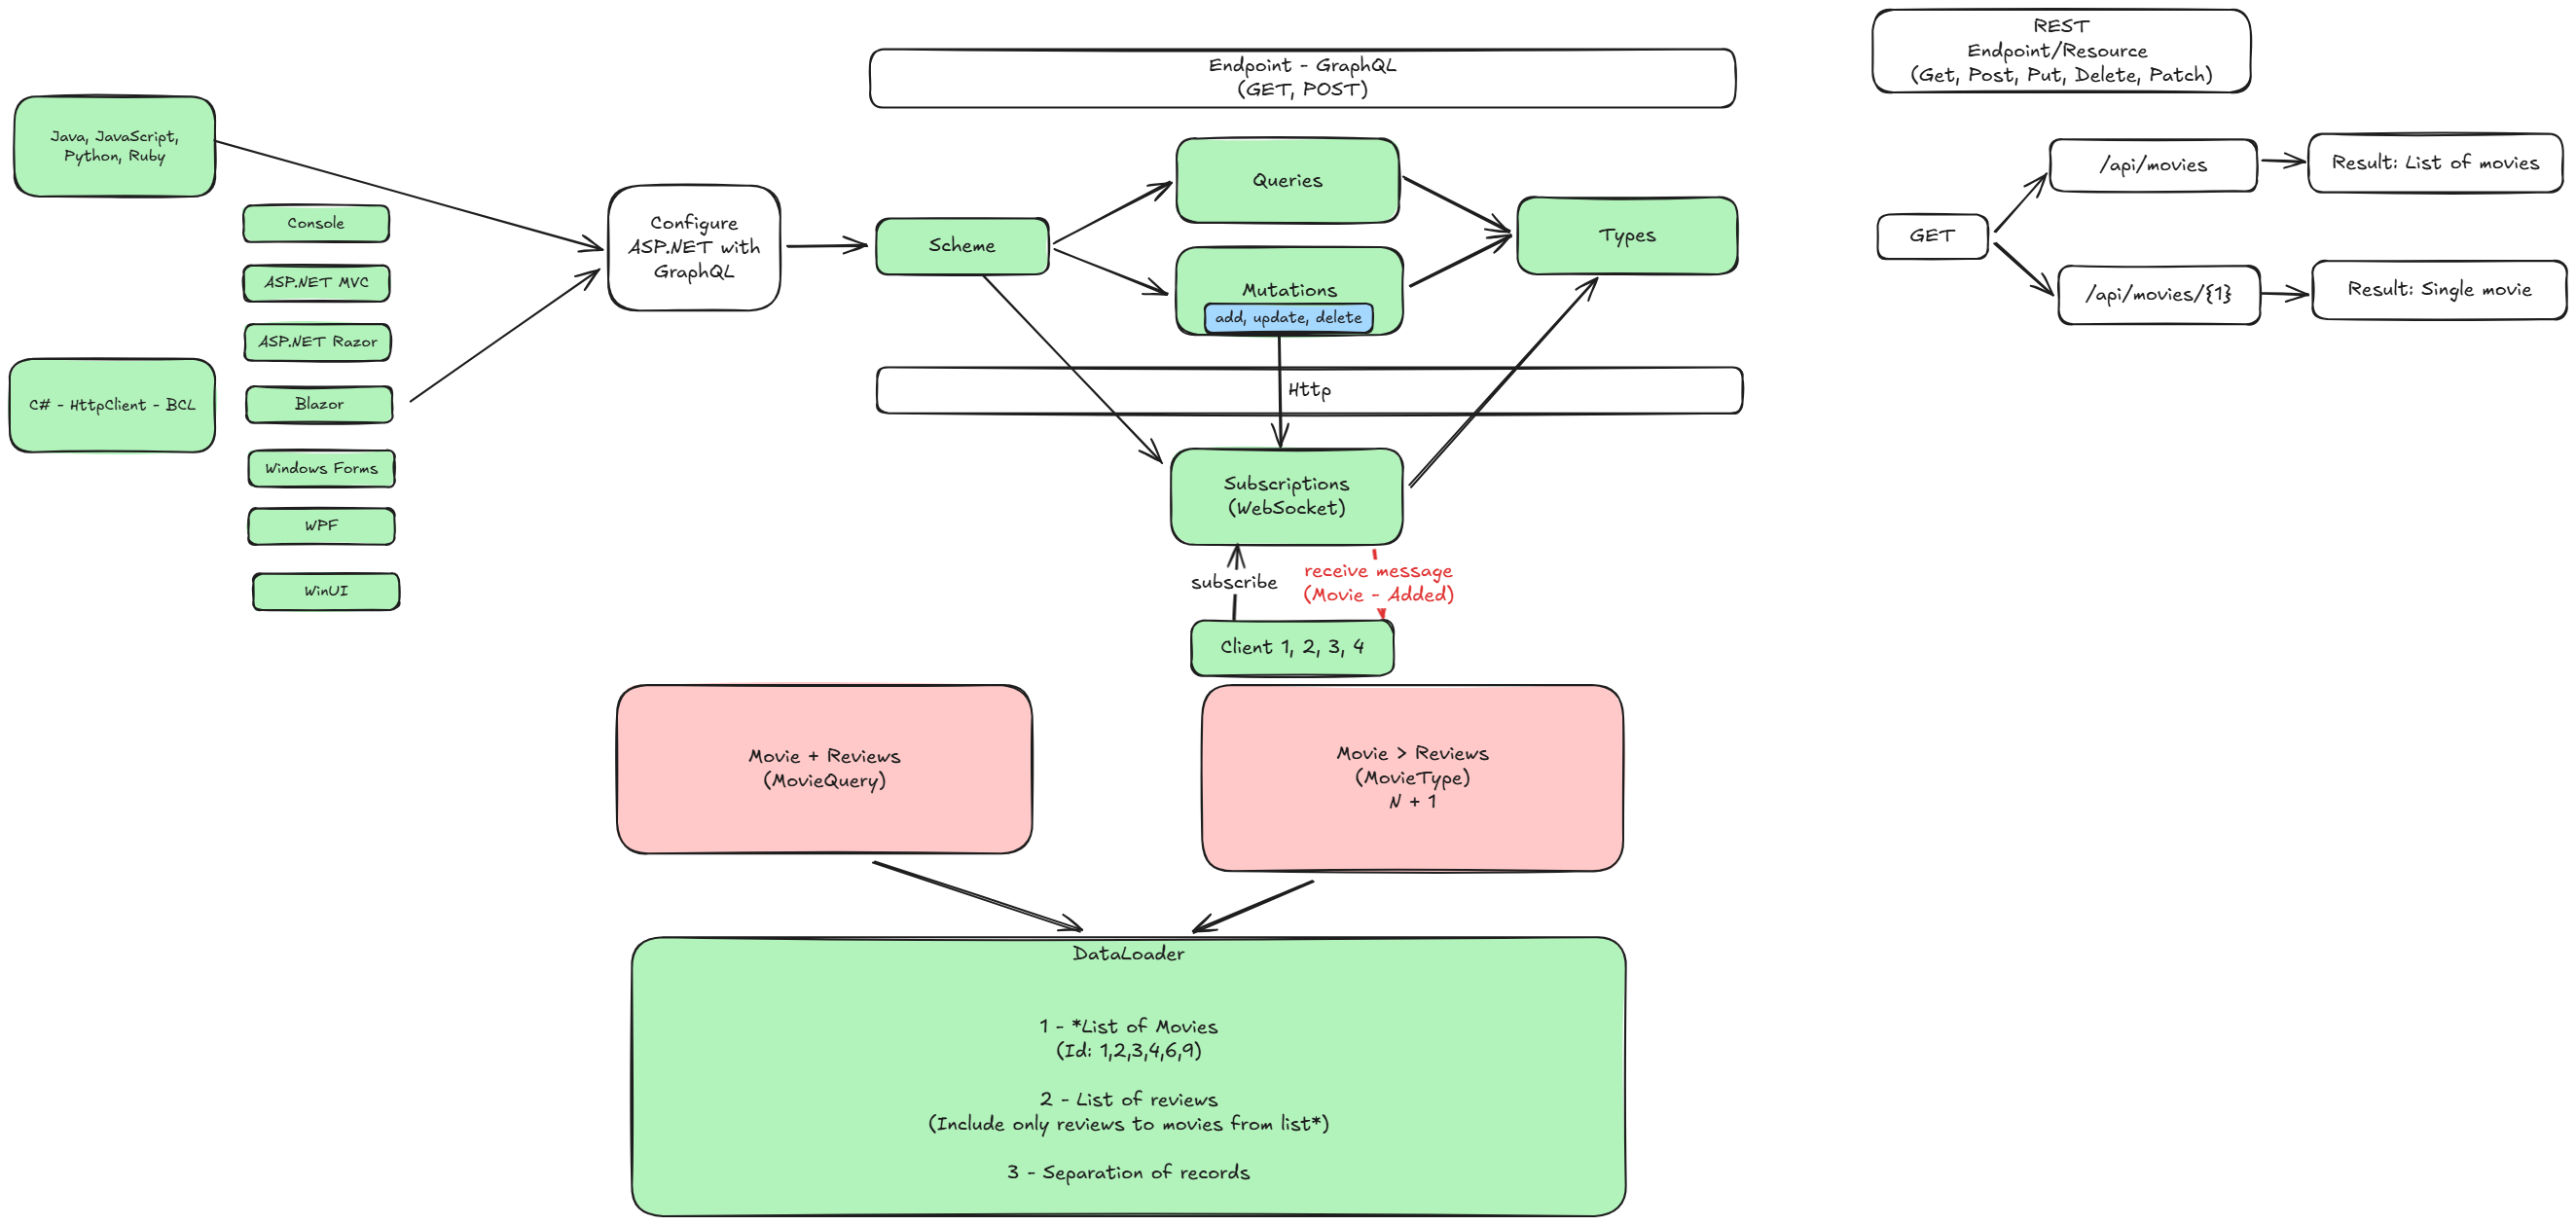 REST
Endpoint/Resource
(Get, Post, Put, Delete, Patch)
Endpoint - GraphQL
(GET, POST)
Java, JavaScript,
Python, Ruby
Console
ASP.NET MVC
ASP.NET Razor
C# - HttpClient - BCL
Blazor
Windows Forms
WPF
WinUI
Configure
ASP.NET with
GraphQL
Scheme
Queries
Mutations
add, update, delete
Types
Http
Subscriptions
(WebSocket)
subscribe
receive message
(Movie - Added)
Client 1, 2, 3, 4
GET
/api/movies
Result: List of movies
/api/movies/{1}
Result: Single movie
Movie + Reviews
(MovieQuery)
Movie > Reviews
(MovieType)
N + 1
DataLoader
1 - *List of Movies
(Id: 1,2,3,4,6,9)
2 - List of reviews
(Include only reviews to movies from list*)
3 - Separation of records